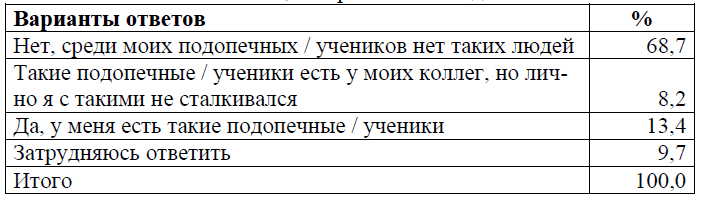 Варианты ответов %
Нет, среди моих подопечных / учеников нет таких людей 68,7
Такие подопечные / ученики есть у моих коллег, но лич-
но я с такими не сталкивался 8,2
Да, у меня есть такие подопечные / ученики 13,4
Затрудняюсь ответить 9,7
Итого 100,0